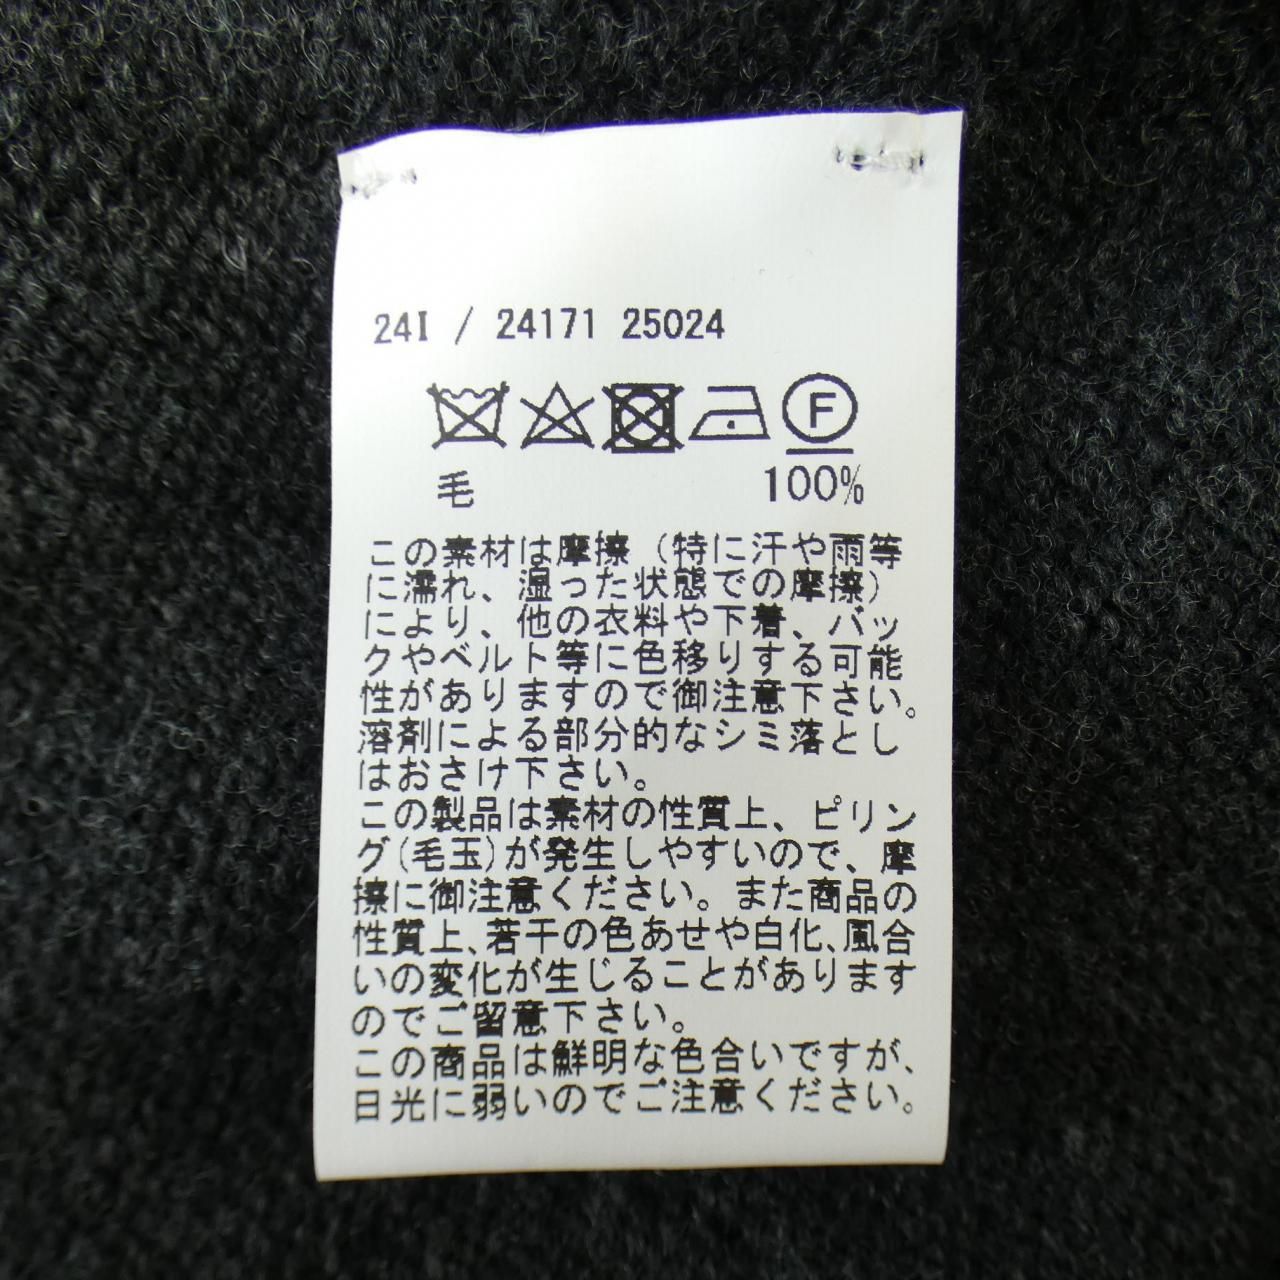 24I / 24171 25024
F
毛 100%
この素材は摩擦（特に汗や雨等
に濡れ、湿った状態での摩擦）
により、他の衣料や下着、バッ
クやベルト等に色移りする可能
性がありますので御注意下さい。
溶剤による部分的なシミ落とし
はおさけ下さい。
この製品は素材の性質上、ピリン
グ(毛玉)が発生しやすいので、摩
擦に御注意ください。また商品の
性質上、若干の色あせや白化、風合
いの変化が生じることがあります
のでご留意下さい。
この商品は鮮明な色合いですが、
日光に弱いのでご注意ください。